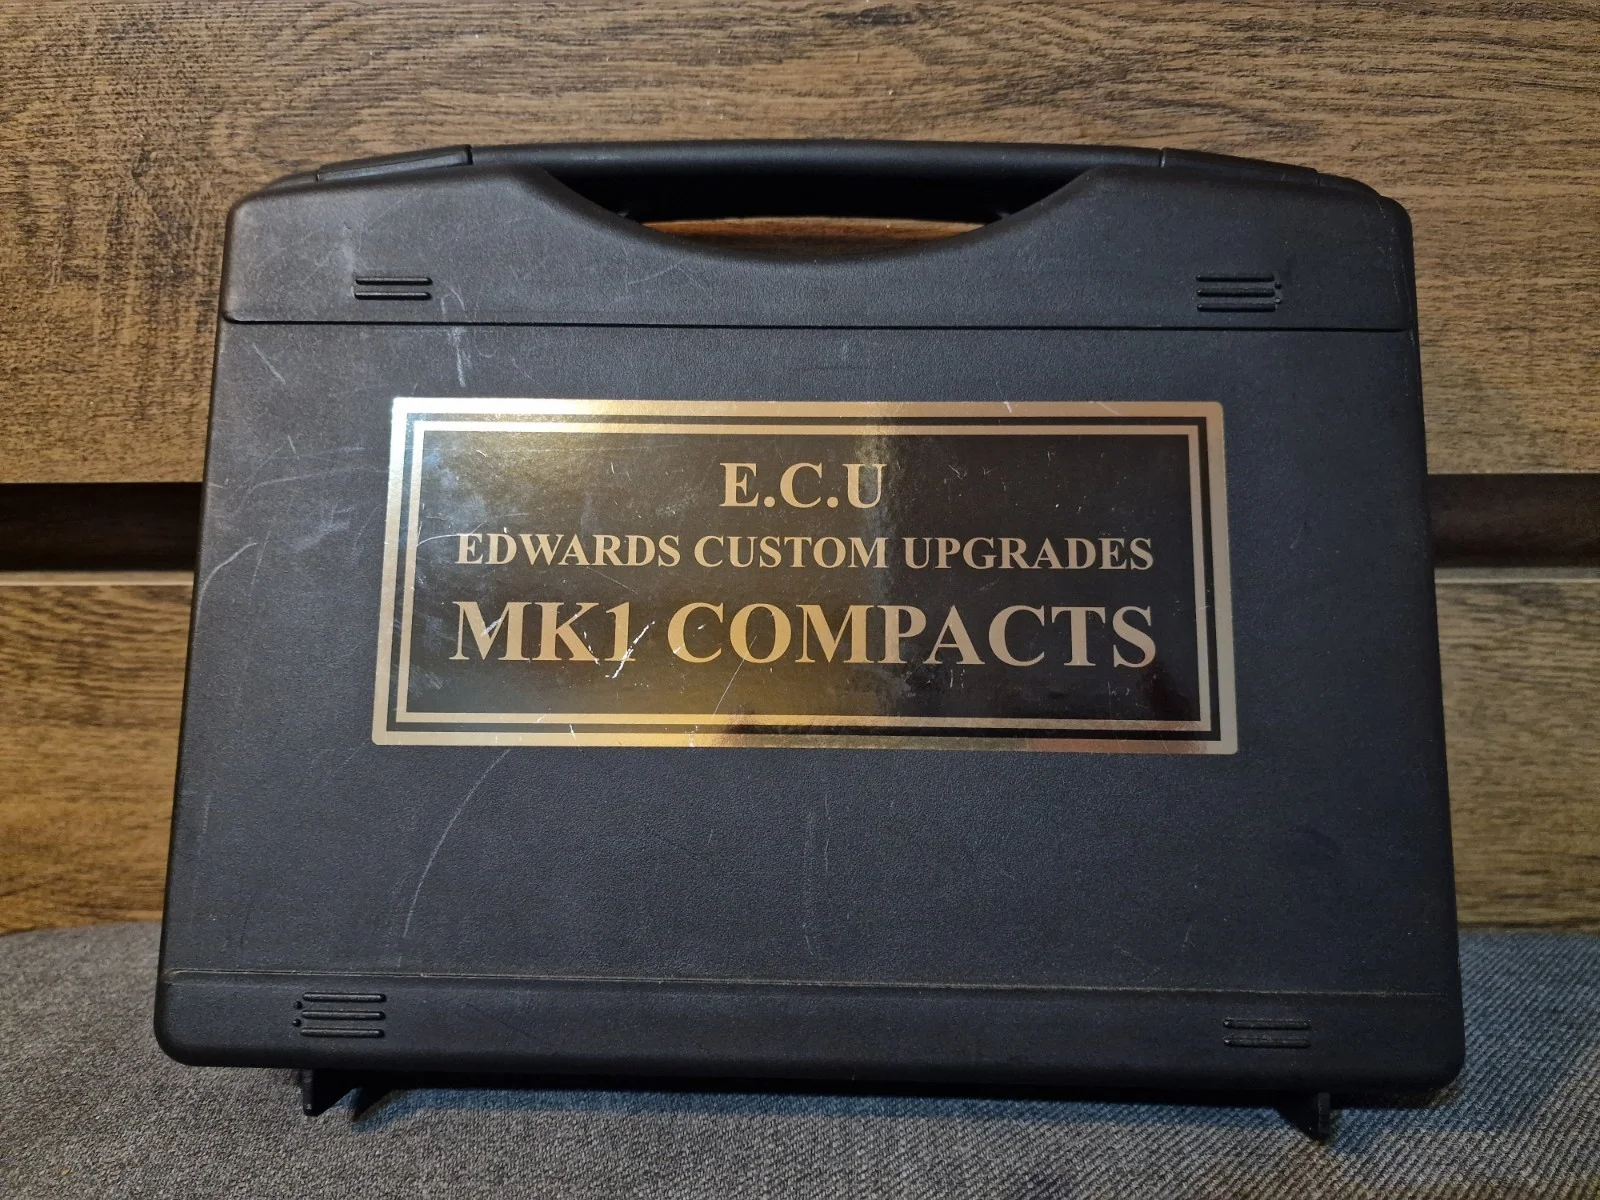 E.C.U
EDWARDS CUSTOM UPGRADES
MK1 COMPACTS